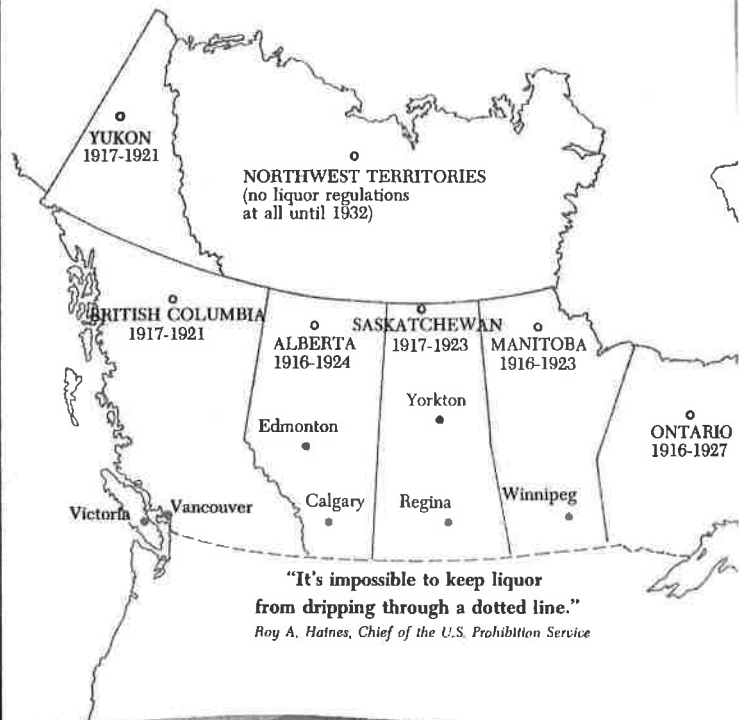 YUKON
1917-1921
NORTHWEST TERRITORIES
(no liquor regulations
at all until 1932)
BRITISH COLUMBIA
1917-1921
ALBERTA
1916-1924
SASKATCHEWAN
1917-1923
MANITOBA
1916-1923
ONTARIO
1916-1927
Edmonton
Yorkton
Calgary
Regina
Winnipeg
Victoria
Vancouver
"It's impossible to keep liquor
from dripping through a dotted line."
Roy A. Haines, Chief of the U.S. Prohibition Service